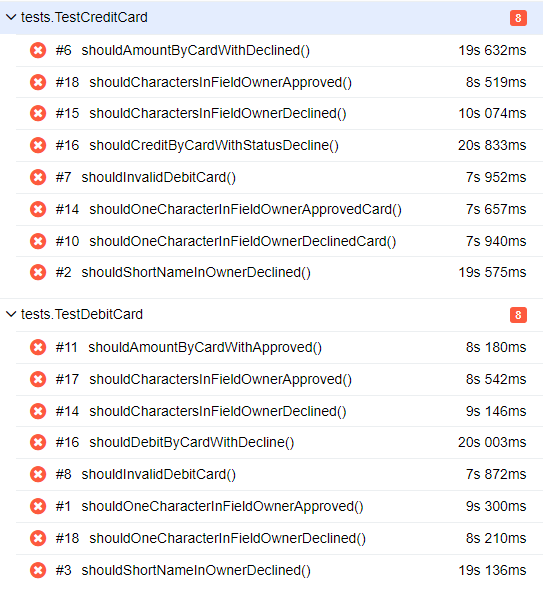 tests.TestCreditCard 8
#6 shouldAmountByCardWithDeclined() 19s 632ms
#18 shouldCharactersInFieldOwnerApproved() 8s 519ms
#15 shouldCharactersInFieldOwnerDeclined() 10s 074ms
#16 shouldCreditByCardWithStatusDecline() 20s 833ms
#7 shouldInvalidDebitCard() 7s 952ms
#14 shouldOneCharacterInFieldOwnerApprovedCard() 7s 657ms
#10 shouldOneCharacterInFieldOwnerDeclinedCard() 7s 940ms
#2 shouldShortNameInOwnerDeclined() 19s 575ms
tests.TestDebitCard 8
#11 shouldAmountByCardWithApproved() 8s 180ms
#17 shouldCharactersInFieldOwnerApproved() 8s 542ms
#14 shouldCharactersInFieldOwnerDeclined() 9s 146ms
#16 shouldDebitByCardWithDecline() 20s 003ms
#8 shouldInvalidDebitCard() 7s 872ms
#1 shouldOneCharacterInFieldOwnerApproved() 9s 300ms
#18 shouldOneCharacterInFieldOwnerDeclined() 8s 210ms
#3 shouldShortNameInOwnerDeclined() 19s 136ms